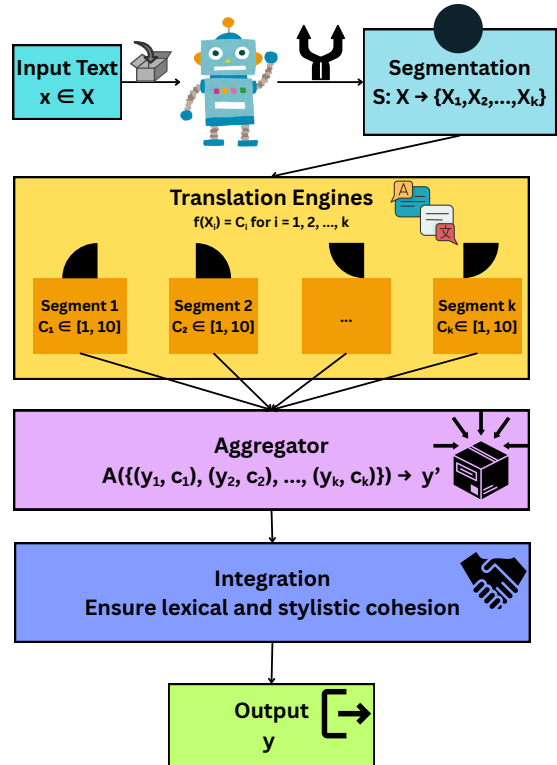 Input Text
x ∈ X
Segmentation
S: X → {X₁,X₂,...,Xₖ}
Translation Engines
f(Xᵢ) = Cᵢ for i = 1, 2, ..., k
A
文
Segment 1
C₁ ∈ [1, 10]
Segment 2
C₂ ∈ [1, 10]
...
Segment k
Cₖ∈ [1, 10]
Aggregator
A({(y₁, c₁), (y₂, c₂), ..., (yₖ, cₖ)}) → y’
Integration
Ensure lexical and stylistic cohesion
Output
y